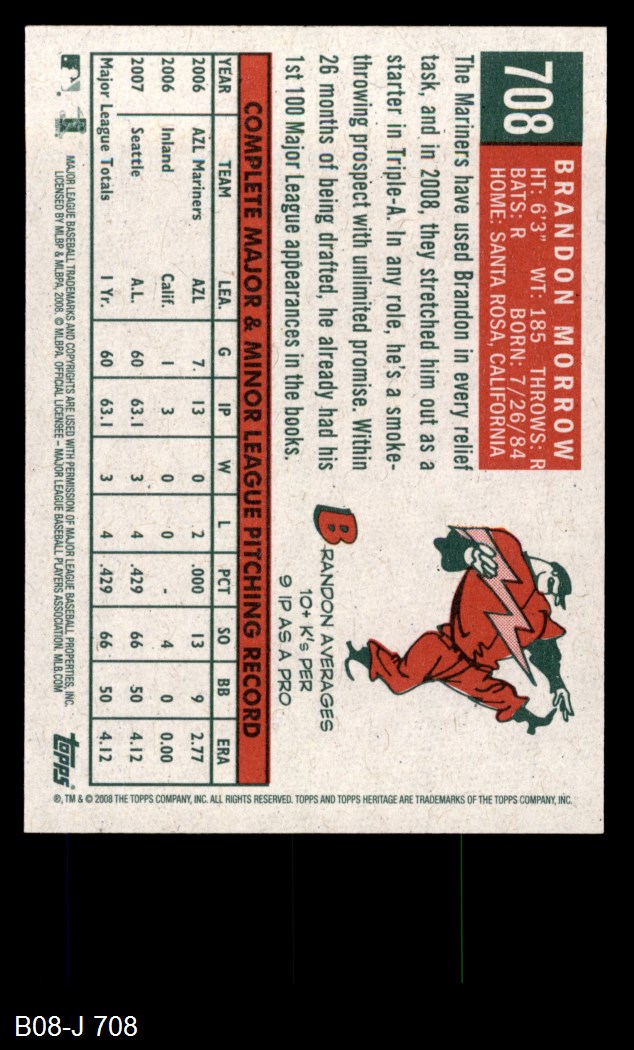 708
BRANDON MORROW
HT: 6'3" WT: 185 THROWS: R
BATS: R BORN: 7/26/84
HOME: SANTA ROSA, CALIFORNIA
The Mariners have used Brandon in every relief
task, and in 2008, they stretched him out as a
starter in Triple-A. In any role, he's a smoke-
throwing prospect with unlimited promise. Within
26 months of being drafted, he already had his
1st 100 Major League appearances in the books.
BRANDON AVERAGES
10+ K's PER
9 IP AS A PRO
COMPLETE MAJOR & MINOR LEAGUE PITCHING RECORD
YEAR TEAM LEA. G IP W L PCT SO BB ERA
2006 AZL Mariners AZL 7. 13 0 2 .000 13 9 2.77
2006 Inland Calif. 1 3 0 0 - 4 0 0.00
2007 Seattle A.L. 60 63.1 3 4 .429 66 50 4.12
Major League Totals 1 Yr. 60 63.1 3 4 .429 66 50 4.12
MAJOR LEAGUE BASEBALL TRADEMARKS AND COPYRIGHTS ARE USED WITH PERMISSION OF MAJOR LEAGUE BASEBALL PROPERTIES, INC.
LICENSED BY MLBP & MLBPA, 2008. © MLBPA. OFFICIAL LICENSEE – MAJOR LEAGUE BASEBALL PLAYERS ASSOCIATION. MLB.COM
topps®
®, TM & © 2008 THE TOPPS COMPANY, INC. ALL RIGHTS RESERVED. TOPPS AND TOPPS HERITAGE ARE TRADEMARKS OF THE TOPPS COMPANY, INC.
B08-J 708